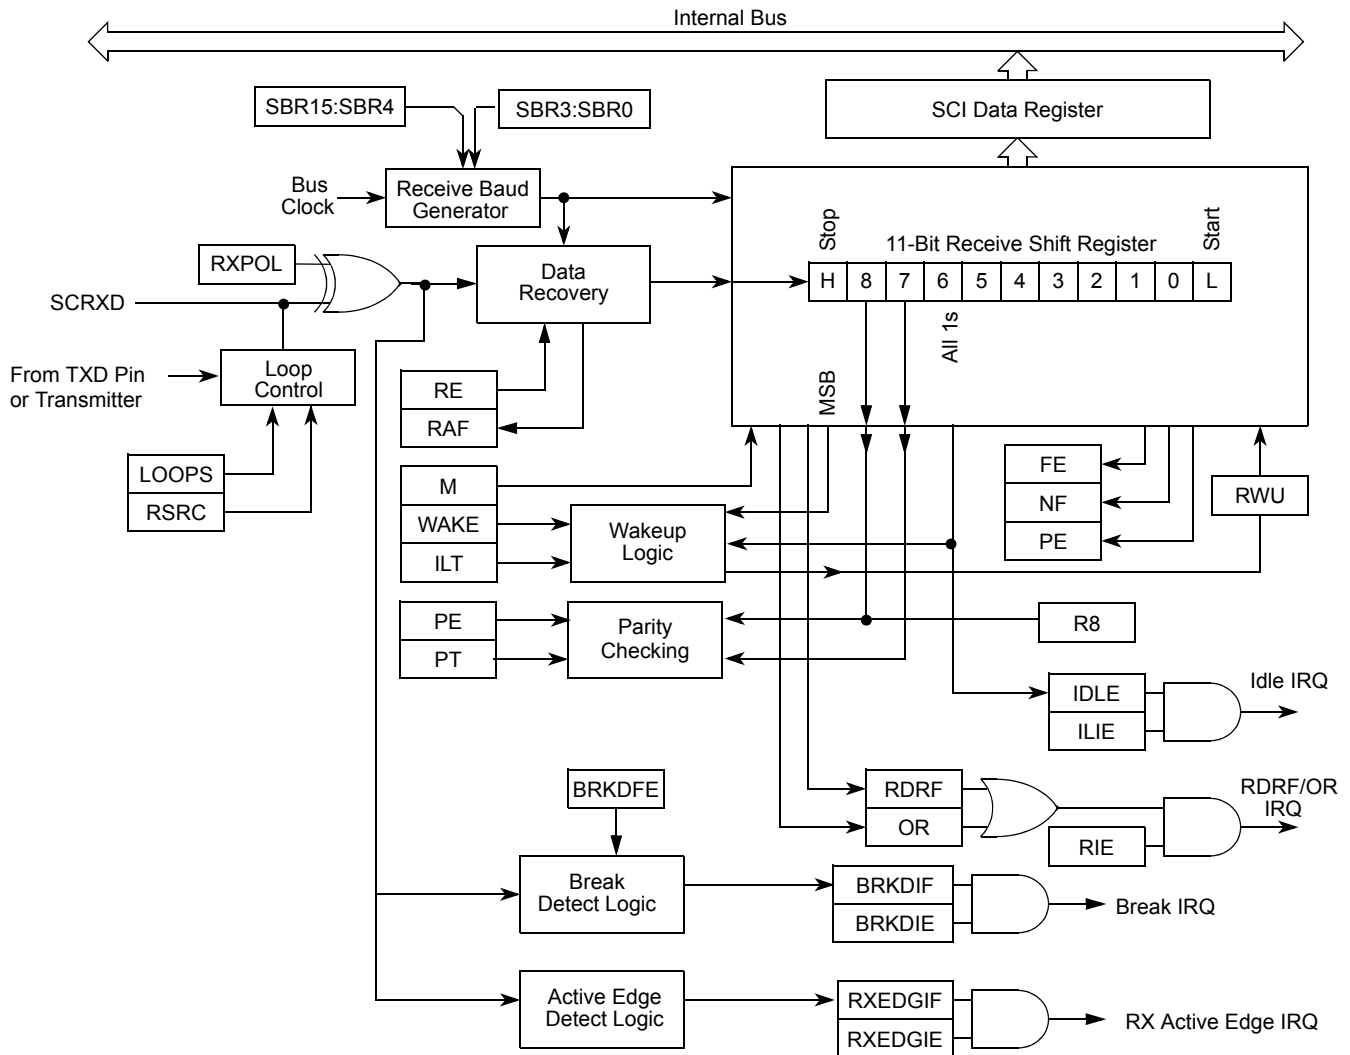 Internal Bus
SBR15:SBR4
SBR3:SBR0
SCI Data Register
Bus
Clock
Receive Baud
Generator
RXPOL
SCRXD
Data
Recovery
Stop
11-Bit Receive Shift Register
Start
H 8 7 6 5 4 3 2 1 0 L
All 1s
MSB
From TXD Pin
or Transmitter
Loop
Control
RE
RAF
LOOPS
RSRC
M
WAKE
ILT
Wakeup
Logic
FE
NF
PE
RWU
PE
PT
Parity
Checking
R8
IDLE
ILIE
Idle IRQ
BRKDFE
RDRF
OR
RIE
RDRF/OR
IRQ
Break
Detect Logic
BRKDIF
BRKDIE
Break IRQ
Active Edge
Detect Logic
RXEDGIF
RXEDGIE
RX Active Edge IRQ